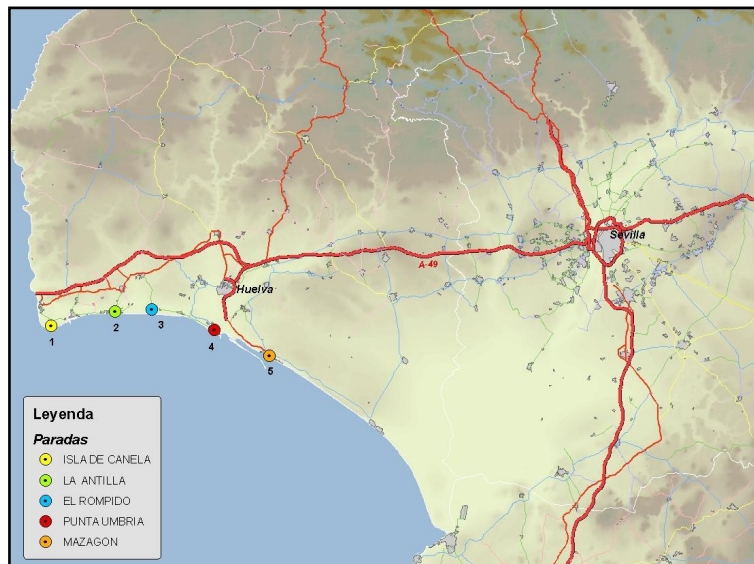 Sevilla
A-49
Huelva
1
2
3
4
5
Leyenda
Paradas
ISLA DE CANELA
LA ANTILLA
EL ROMPIDO
PUNTA UMBRIA
MAZAGON